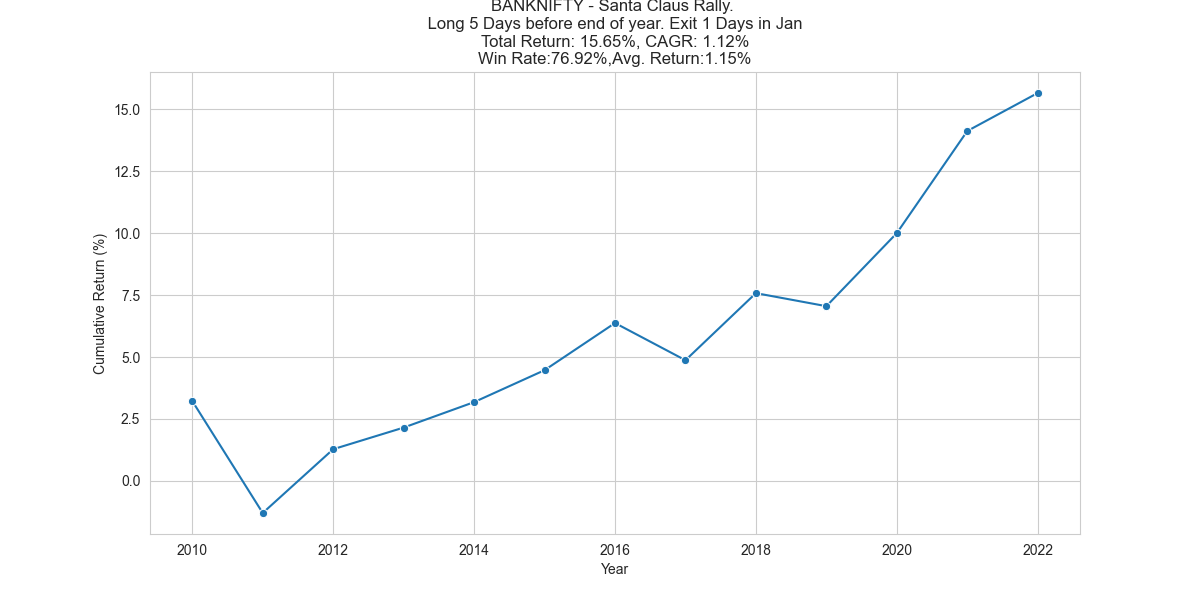 BANKNIFTY - Santa Claus Rally.
Long 5 Days before end of year. Exit 1 Days in Jan
Total Return: 15.65%, CAGR: 1.12%
Win Rate:76.92%,Avg. Return:1.15%
Cumulative Return (%)
15.0
12.5
10.0
7.5
5.0
2.5
0.0
2010 2012 2014 2016 2018 2020 2022
Year